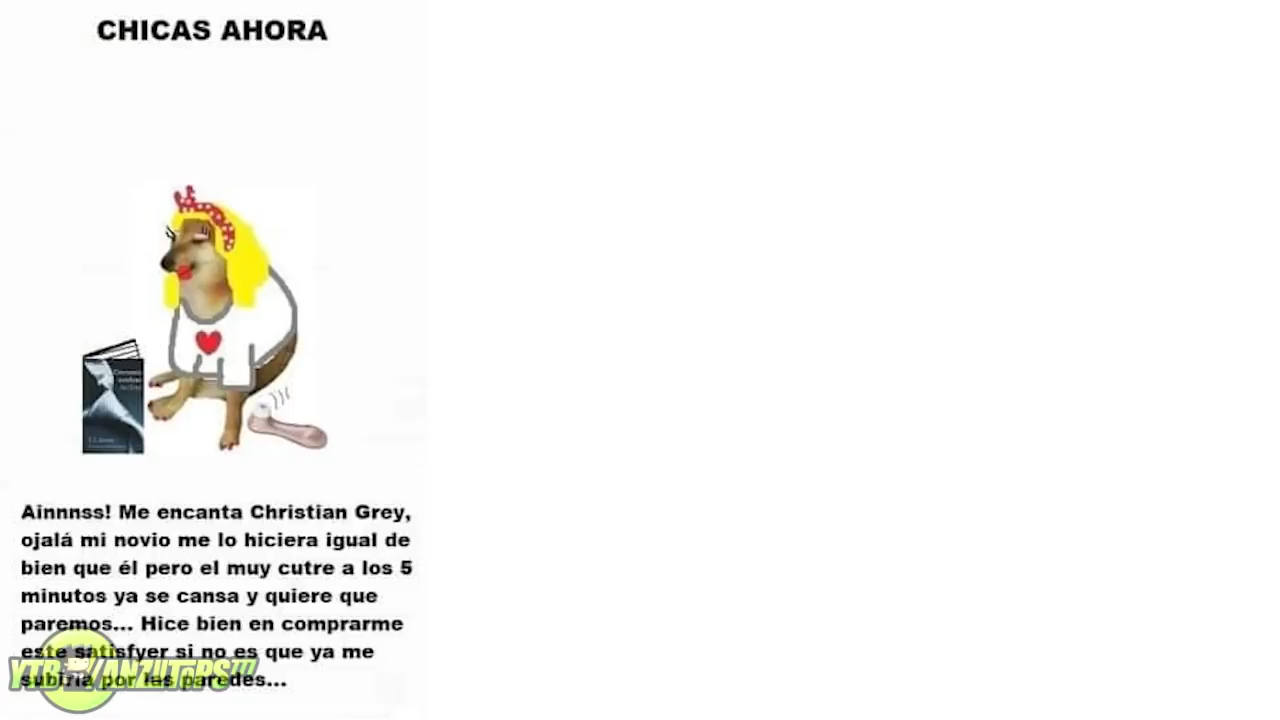 CHICAS AHORA
Ainnnss! Me encanta Christian Grey,
ojalá mi novio me lo hiciera igual de
bien que él pero el muy cutre a los 5
minutos ya se cansa y quiere que
paremos... Hice bien en comprarme
este satisfyer si no es que ya me
subiría por las paredes...